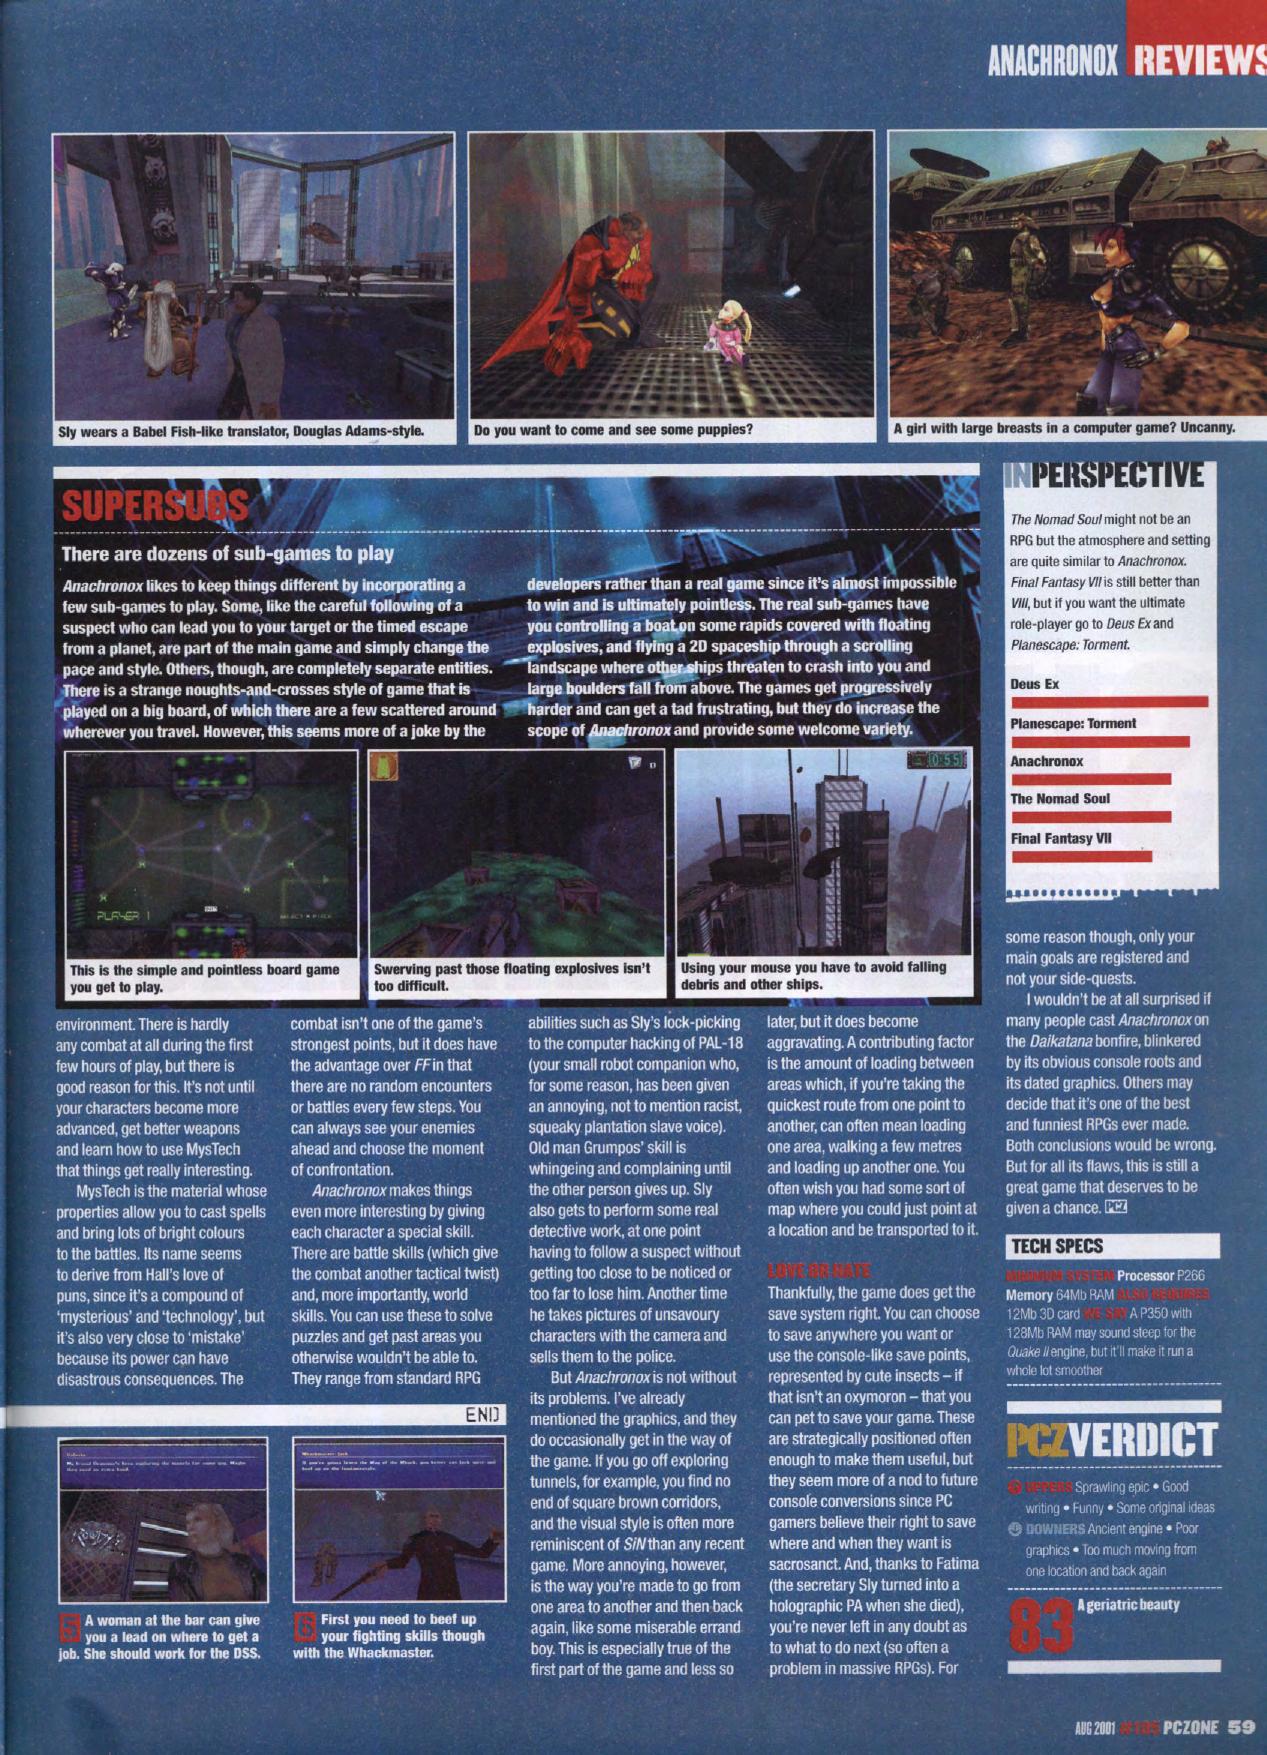 ANACHRONOX REVIEWS
Sly wears a Babel Fish-like translator, Douglas Adams-style.
Do you want to come and see some puppies?
A girl with large breasts in a computer game? Uncanny.
SUPERSUBS
There are dozens of sub-games to play
Anachronox likes to keep things different by incorporating a
few sub-games to play. Some, like the careful following of a
suspect who can lead you to your target or the timed escape
from a planet, are part of the main game and simply change the
pace and style. Others, though, are completely separate entities.
There is a strange noughts-and-crosses style of game that is
played on a big board, of which there are a few scattered around
wherever you travel. However, this seems more of a joke by the
developers rather than a real game since it's almost impossible
to win and is ultimately pointless. The real sub-games have
you controlling a boat on some rapids covered with floating
explosives, and flying a 2D spaceship through a scrolling
landscape where other ships threaten to crash into you and
large boulders fall from above. The games get progressively
harder and can get a tad frustrating, but they do increase the
scope of Anachronox and provide some welcome variety.
PLAYER 1
0:55
This is the simple and pointless board game
you get to play.
Swerving past those floating explosives isn't
too difficult.
Using your mouse you have to avoid falling
debris and other ships.
INPERSPECTIVE
The Nomad Soul might not be an
RPG but the atmosphere and setting
are quite similar to Anachronox.
Final Fantasy VII is still better than
VIII, but if you want the ultimate
role-player go to Deus Ex and
Planescape: Torment.
Deus Ex
Planescape: Torment
Anachronox
The Nomad Soul
Final Fantasy VII
environment. There is hardly
any combat at all during the first
few hours of play, but there is
good reason for this. It's not until
your characters become more
advanced, get better weapons
and learn how to use MysTech
that things get really interesting.
MysTech is the material whose
properties allow you to cast spells
and bring lots of bright colours
to the battles. Its name seems
to derive from Hall's love of
puns, since it's a compound of
'mysterious' and 'technology', but
it's also very close to 'mistake'
because its power can have
disastrous consequences. The
combat isn't one of the game's
strongest points, but it does have
the advantage over FF in that
there are no random encounters
or battles every few steps. You
can always see your enemies
ahead and choose the moment
of confrontation.
Anachronox makes things
even more interesting by giving
each character a special skill.
There are battle skills (which give
the combat another tactical twist)
and, more importantly, world
skills. You can use these to solve
puzzles and get past areas you
otherwise wouldn't be able to.
They range from standard RPG
abilities such as Sly's lock-picking
to the computer hacking of PAL-18
(your small robot companion who,
for some reason, has been given
an annoying, not to mention racist,
squeaky plantation slave voice).
Old man Grumpos' skill is
whingeing and complaining until
the other person gives up. Sly
also gets to perform some real
detective work, at one point
having to follow a suspect without
getting too close to be noticed or
too far to lose him. Another time
he takes pictures of unsavoury
characters with the camera and
sells them to the police.
But Anachronox is not without
its problems. I've already
mentioned the graphics, and they
do occasionally get in the way of
the game. If you go off exploring
tunnels, for example, you find no
end of square brown corridors,
and the visual style is often more
reminiscent of SiN than any recent
game. More annoying, however,
is the way you're made to go from
one area to another and then back
again, like some miserable errand
boy. This is especially true of the
first part of the game and less so
later, but it does become
aggravating. A contributing factor
is the amount of loading between
areas which, if you're taking the
quickest route from one point to
another, can often mean loading
one area, walking a few metres
and loading up another one. You
often wish you had some sort of
map where you could just point at
a location and be transported to it.
LOVE OR HATE
Thankfully, the game does get the
save system right. You can choose
to save anywhere you want or
use the console-like save points,
represented by cute insects – if
that isn't an oxymoron – that you
can pet to save your game. These
are strategically positioned often
enough to make them useful, but
they seem more of a nod to future
console conversions since PC
gamers believe their right to save
where and when they want is
sacrosanct. And, thanks to Fatima
(the secretary Sly turned into a
holographic PA when she died),
you're never left in any doubt as
to what to do next (so often a
problem in massive RPGs). For
some reason though, only your
main goals are registered and
not your side-quests.
I wouldn't be at all surprised if
many people cast Anachronox on
the Daikatana bonfire, blinkered
by its obvious console roots and
its dated graphics. Others may
decide that it's one of the best
and funniest RPGs ever made.
Both conclusions would be wrong.
But for all its flaws, this is still a
great game that deserves to be
given a chance. PCZ
END
5 A woman at the bar can give
you a lead on where to get a
job. She should work for the DSS.
6 First you need to beef up
your fighting skills though
with the Whackmaster.
TECH SPECS
MINIMUM SYSTEM Processor P266
Memory 64Mb RAM ALSO REQUIRES
12Mb 3D card WE SAY A P350 with
128Mb RAM may sound steep for the
Quake II engine, but it'll make it run a
whole lot smoother
PCZVERDICT
UPPERS Sprawling epic • Good
writing • Funny • Some original ideas
DOWNERS Ancient engine • Poor
graphics • Too much moving from
one location and back again
83 A geriatric beauty
AUG 2001 #105 PCZONE 59